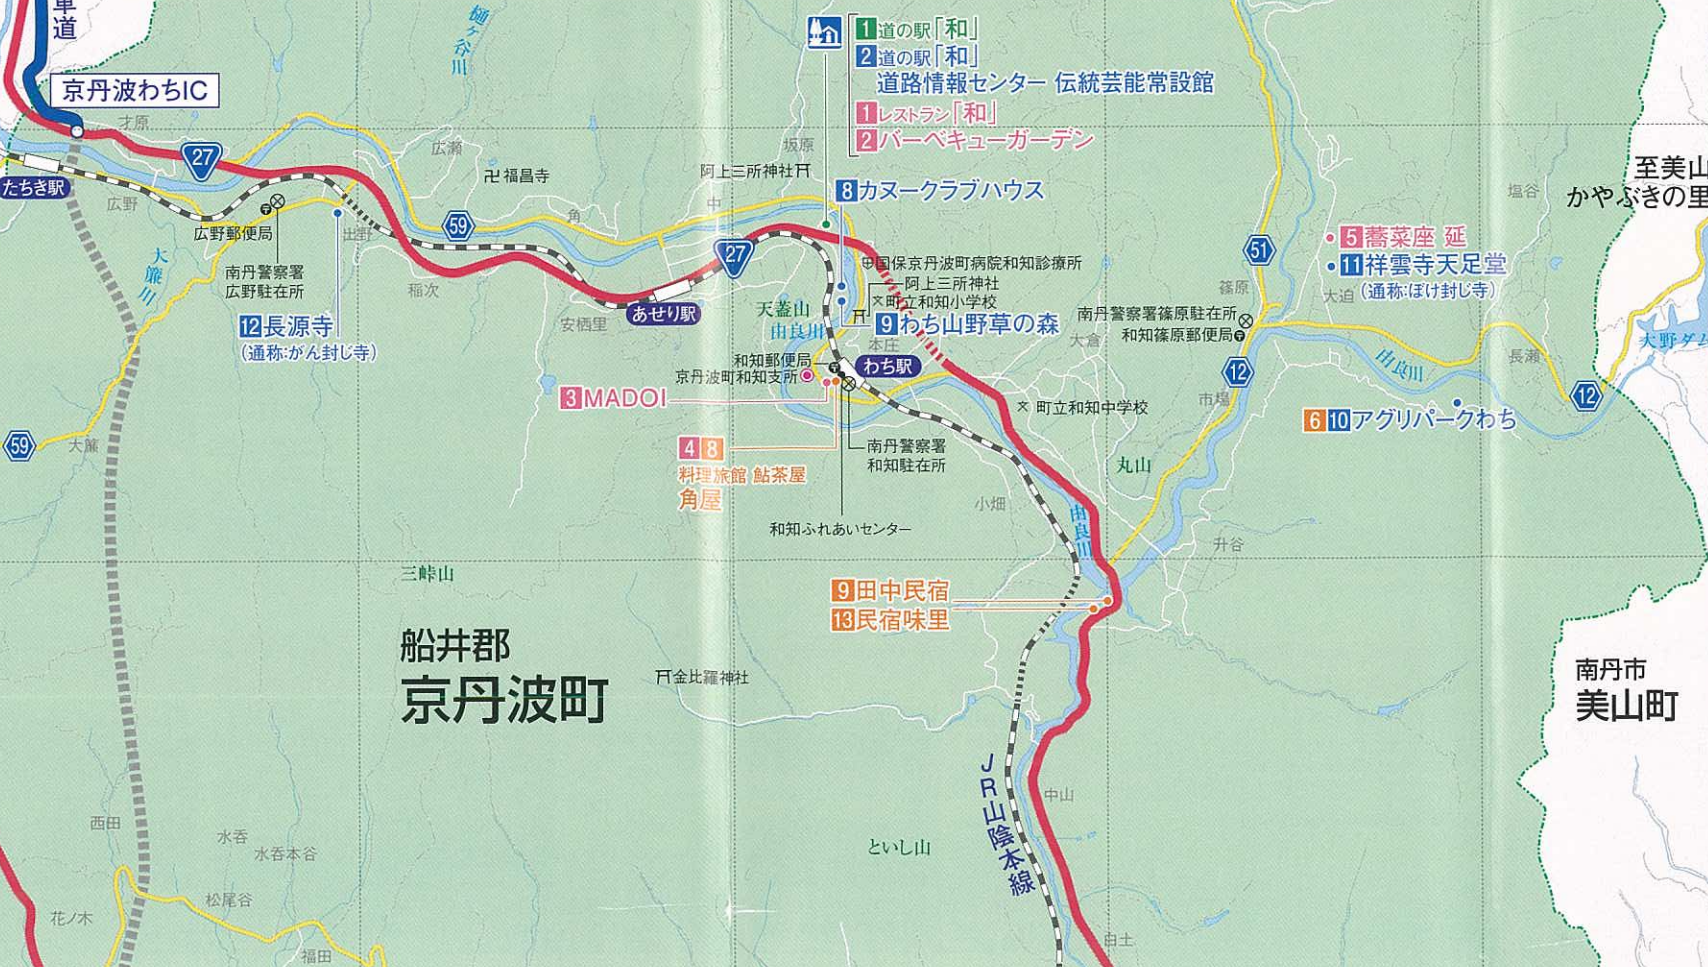 車道
樋ヶ谷川
1 道の駅「和」
2 道の駅「和」
道路情報センター 伝統芸能常設館
1 レストラン「和」
2 バーベキューガーデン
京丹波わちIC
才原
27
広瀬
卍福昌寺
坂原
阿上三所神社
8 カヌークラブハウス
至美山
かやぶきの里
塩谷
たちき駅
広野
広野郵便局
出野
59
角
中
27
51
5 蕎菜座 延
11 祥雲寺天足堂
(通称:ぼけ封じ寺)
大簾川
南丹警察署
広野駐在所
稲次
国保京丹波町病院和知診療所
阿上三所神社
町立和知小学校
篠原
大迫
12 長源寺
(通称:がん封じ寺)
安栖里
あせり駅
天蓋山
由良川
9 わち山野草の森
本庄
大倉
南丹警察署篠原駐在所
和知篠原郵便局
和知郵便局
京丹波町和知支所
わち駅
由良川
長瀬
大野ダム
3 MADOI
町立和知中学校
12
市場
12
6 10 アグリパークわち
59
大簾
4 8
料理旅館 鮎茶屋
角屋
南丹警察署
和知駐在所
丸山
小畑
由良川
和知ふれあいセンター
升谷
三峠山
9 田中民宿
13 民宿味里
船井郡
京丹波町
金比羅神社
南丹市
美山町
JR山陰本線
中山
西田
水呑
水呑本谷
といし山
松尾谷
花ノ木
福田
白土